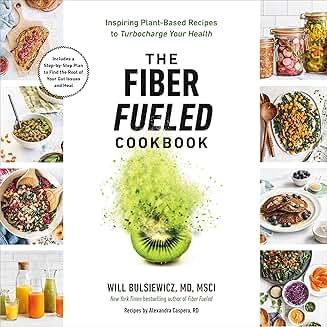 Inspiring Plant-Based Recipes
to Turbocharge Your Health
Includes a
Step-by-Step Plan
to Find the Root of
Your Gut Issues
and Heal
THE
FIBER
FUELED
COOKBOOK
WILL BULSIEWICZ, MD, MSCI
New York Times bestselling author of Fiber Fueled
Recipes by Alexandra Caspero, RD